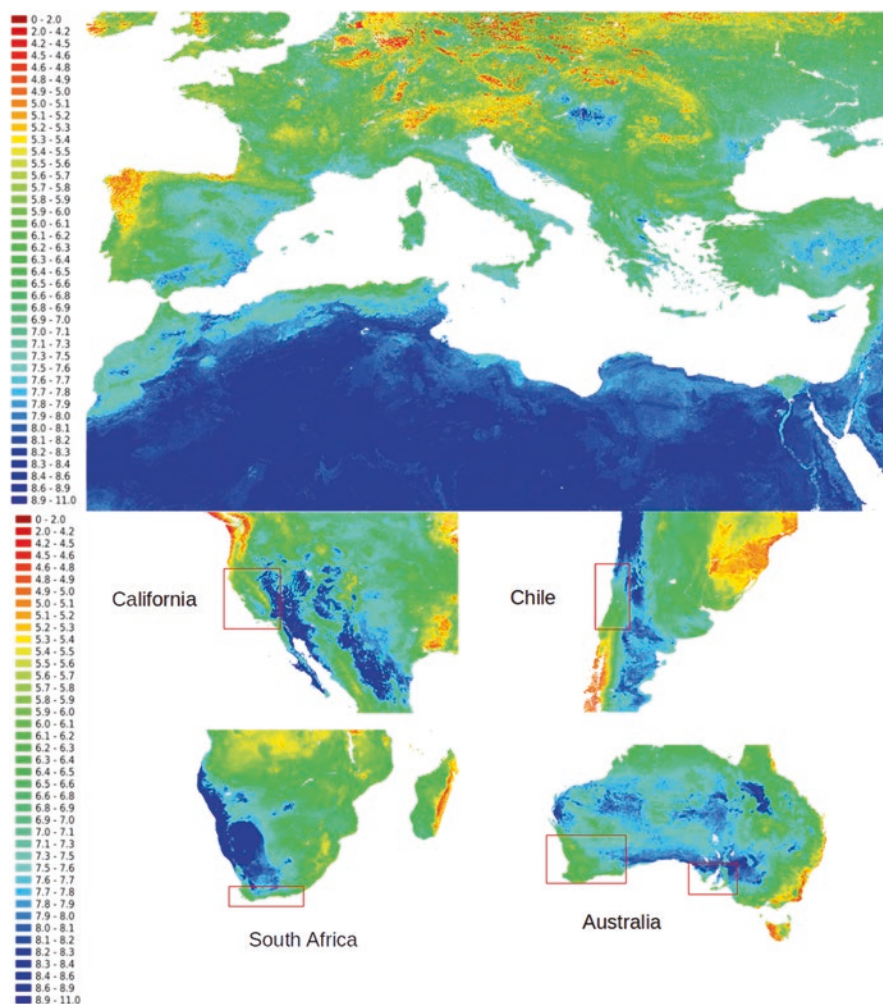 0 - 2.0
2.0 - 4.2
4.2 - 4.5
4.5 - 4.6
4.6 - 4.8
4.8 - 4.9
4.9 - 5.0
5.0 - 5.1
5.1 - 5.2
5.2 - 5.3
5.3 - 5.4
5.4 - 5.5
5.5 - 5.6
5.6 - 5.7
5.7 - 5.8
5.8 - 5.9
5.9 - 6.0
6.0 - 6.1
6.1 - 6.2
6.2 - 6.3
6.3 - 6.4
6.4 - 6.5
6.5 - 6.6
6.6 - 6.8
6.8 - 6.9
6.9 - 7.0
7.0 - 7.1
7.1 - 7.3
7.3 - 7.5
7.5 - 7.6
7.6 - 7.7
7.7 - 7.8
7.8 - 7.9
7.9 - 8.0
8.0 - 8.1
8.1 - 8.2
8.2 - 8.3
8.3 - 8.4
8.4 - 8.6
8.6 - 8.9
8.9 - 11.0
0 - 2.0
2.0 - 4.2
4.2 - 4.5
4.5 - 4.6
4.6 - 4.8
4.8 - 4.9
4.9 - 5.0
5.0 - 5.1
5.1 - 5.2
5.2 - 5.3
5.3 - 5.4
5.4 - 5.5
5.5 - 5.6
5.6 - 5.7
5.7 - 5.8
5.8 - 5.9
5.9 - 6.0
6.0 - 6.1
6.1 - 6.2
6.2 - 6.3
6.3 - 6.4
6.4 - 6.5
6.5 - 6.6
6.6 - 6.8
6.8 - 6.9
6.9 - 7.0
7.0 - 7.1
7.1 - 7.3
7.3 - 7.5
7.5 - 7.6
7.6 - 7.7
7.7 - 7.8
7.8 - 7.9
7.9 - 8.0
8.0 - 8.1
8.1 - 8.2
8.2 - 8.3
8.3 - 8.4
8.4 - 8.6
8.6 - 8.9
8.9 - 11.0
California
Chile
South Africa
Australia